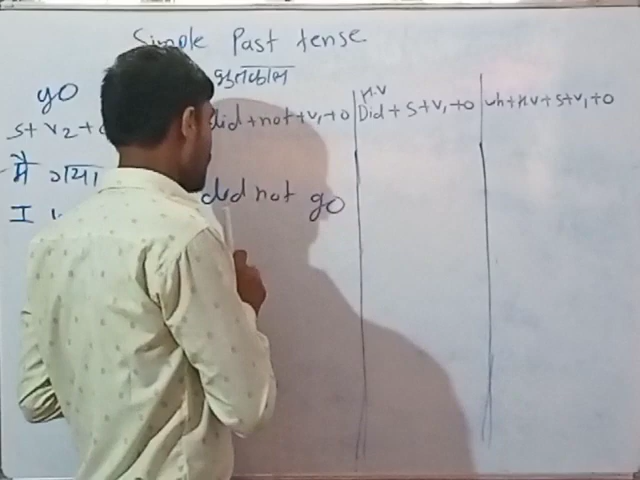 Simple Past tense
भूतकाल
go
H.V
S+ V2+
did+not+V1+O
Did+S+V1+O
wh+H.V+S+V1+O
मै गया
I
did not go